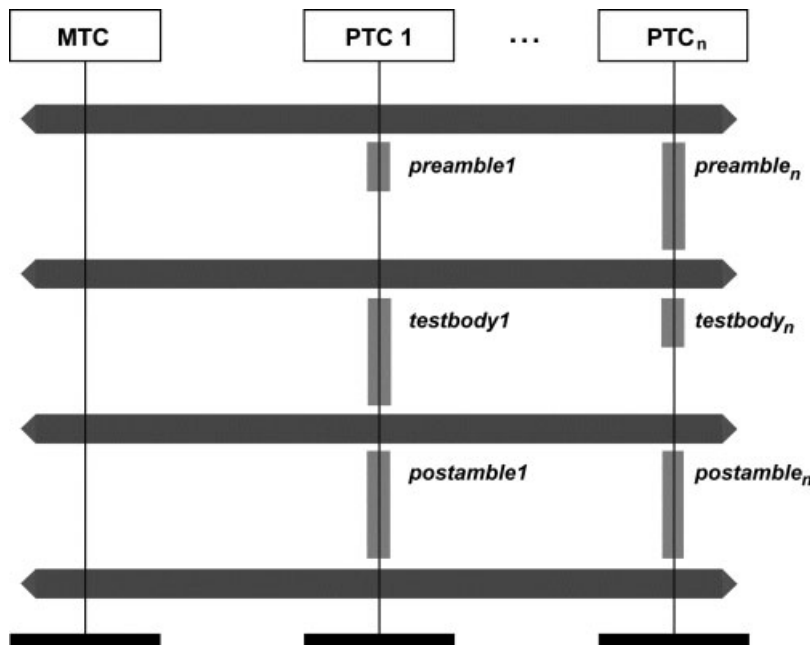 MTC
PTC 1
...
PTCn
preamble1
preamblen
testbody1
testbodyn
postamble1
postamblen